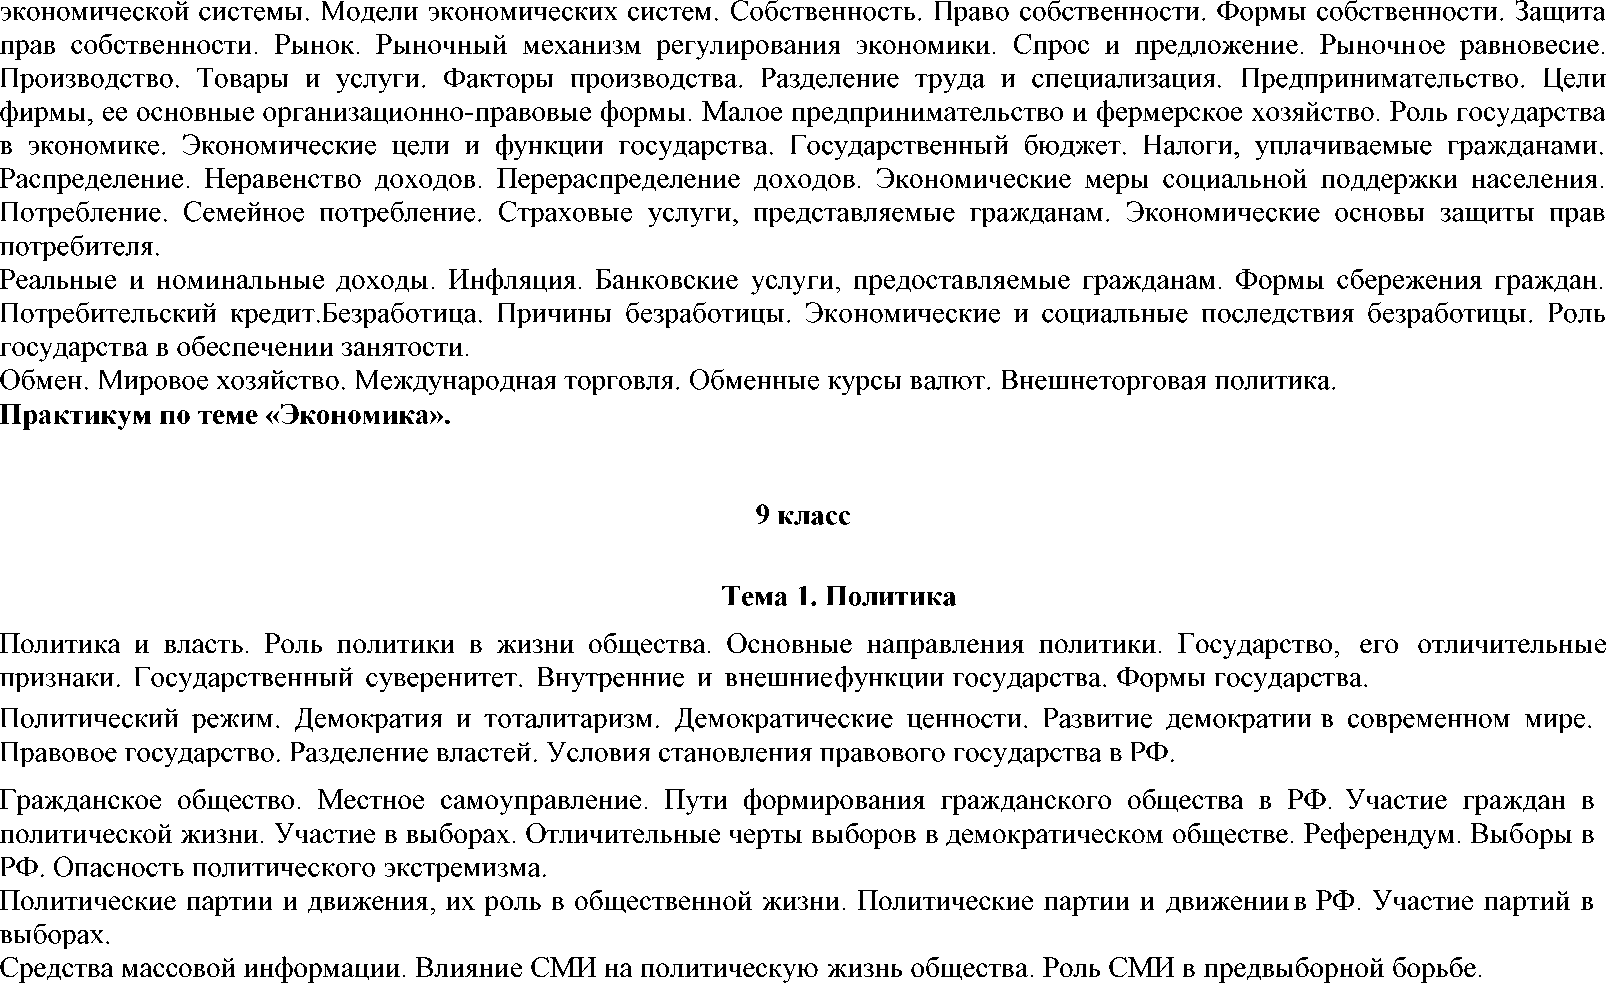 экономической системы. Модели экономических систем. Собственность. Право собственности. Формы собственности. Защита
прав собственности. Рынок. Рыночный механизм регулирования экономики. Спрос и предложение. Рыночное равновесие.
Производство. Товары и услуги. Факторы производства. Разделение труда и специализация. Предпринимательство. Цели
фирмы, ее основные организационно-правовые формы. Малое предпринимательство и фермерское хозяйство. Роль государства
в экономике. Экономические цели и функции государства. Государственный бюджет. Налоги, уплачиваемые гражданами.
Распределение. Неравенство доходов. Перераспределение доходов. Экономические меры социальной поддержки населения.
Потребление. Семейное потребление. Страховые услуги, представляемые гражданам. Экономические основы защиты прав
потребителя.
Реальные и номинальные доходы. Инфляция. Банковские услуги, предоставляемые гражданам. Формы сбережения граждан.
Потребительский кредит.Безработица. Причины безработицы. Экономические и социальные последствия безработицы. Роль
государства в обеспечении занятости.
Обмен. Мировое хозяйство. Международная торговля. Обменные курсы валют. Внешнеторговая политика.
Практикум по теме «Экономика».
9 класс
Тема 1. Политика
Политика и власть. Роль политики в жизни общества. Основные направления политики. Государство, его отличительные
признаки. Государственный суверенитет. Внутренние и внешниефункции государства. Формы государства.
Политический режим. Демократия и тоталитаризм. Демократические ценности. Развитие демократии в современном мире.
Правовое государство. Разделение властей. Условия становления правового государства в РФ.
Гражданское общество. Местное самоуправление. Пути формирования гражданского общества в РФ. Участие граждан в
политической жизни. Участие в выборах. Отличительные черты выборов в демократическом обществе. Референдум. Выборы в
РФ. Опасность политического экстремизма.
Политические партии и движения, их роль в общественной жизни. Политические партии и движении в РФ. Участие партий в
выборах.
Средства массовой информации. Влияние СМИ на политическую жизнь общества. Роль СМИ в предвыборной борьбе.